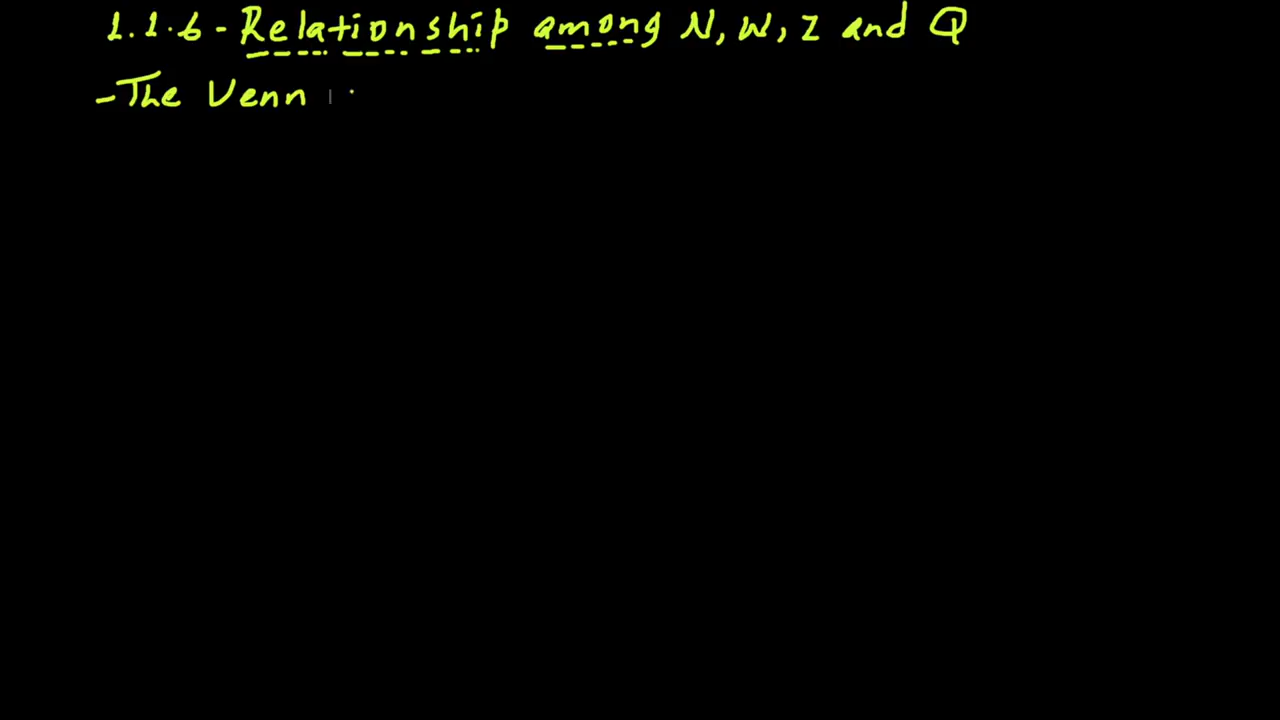 1.1.6 - Relationship among N, W, Z and Q
- The Venn